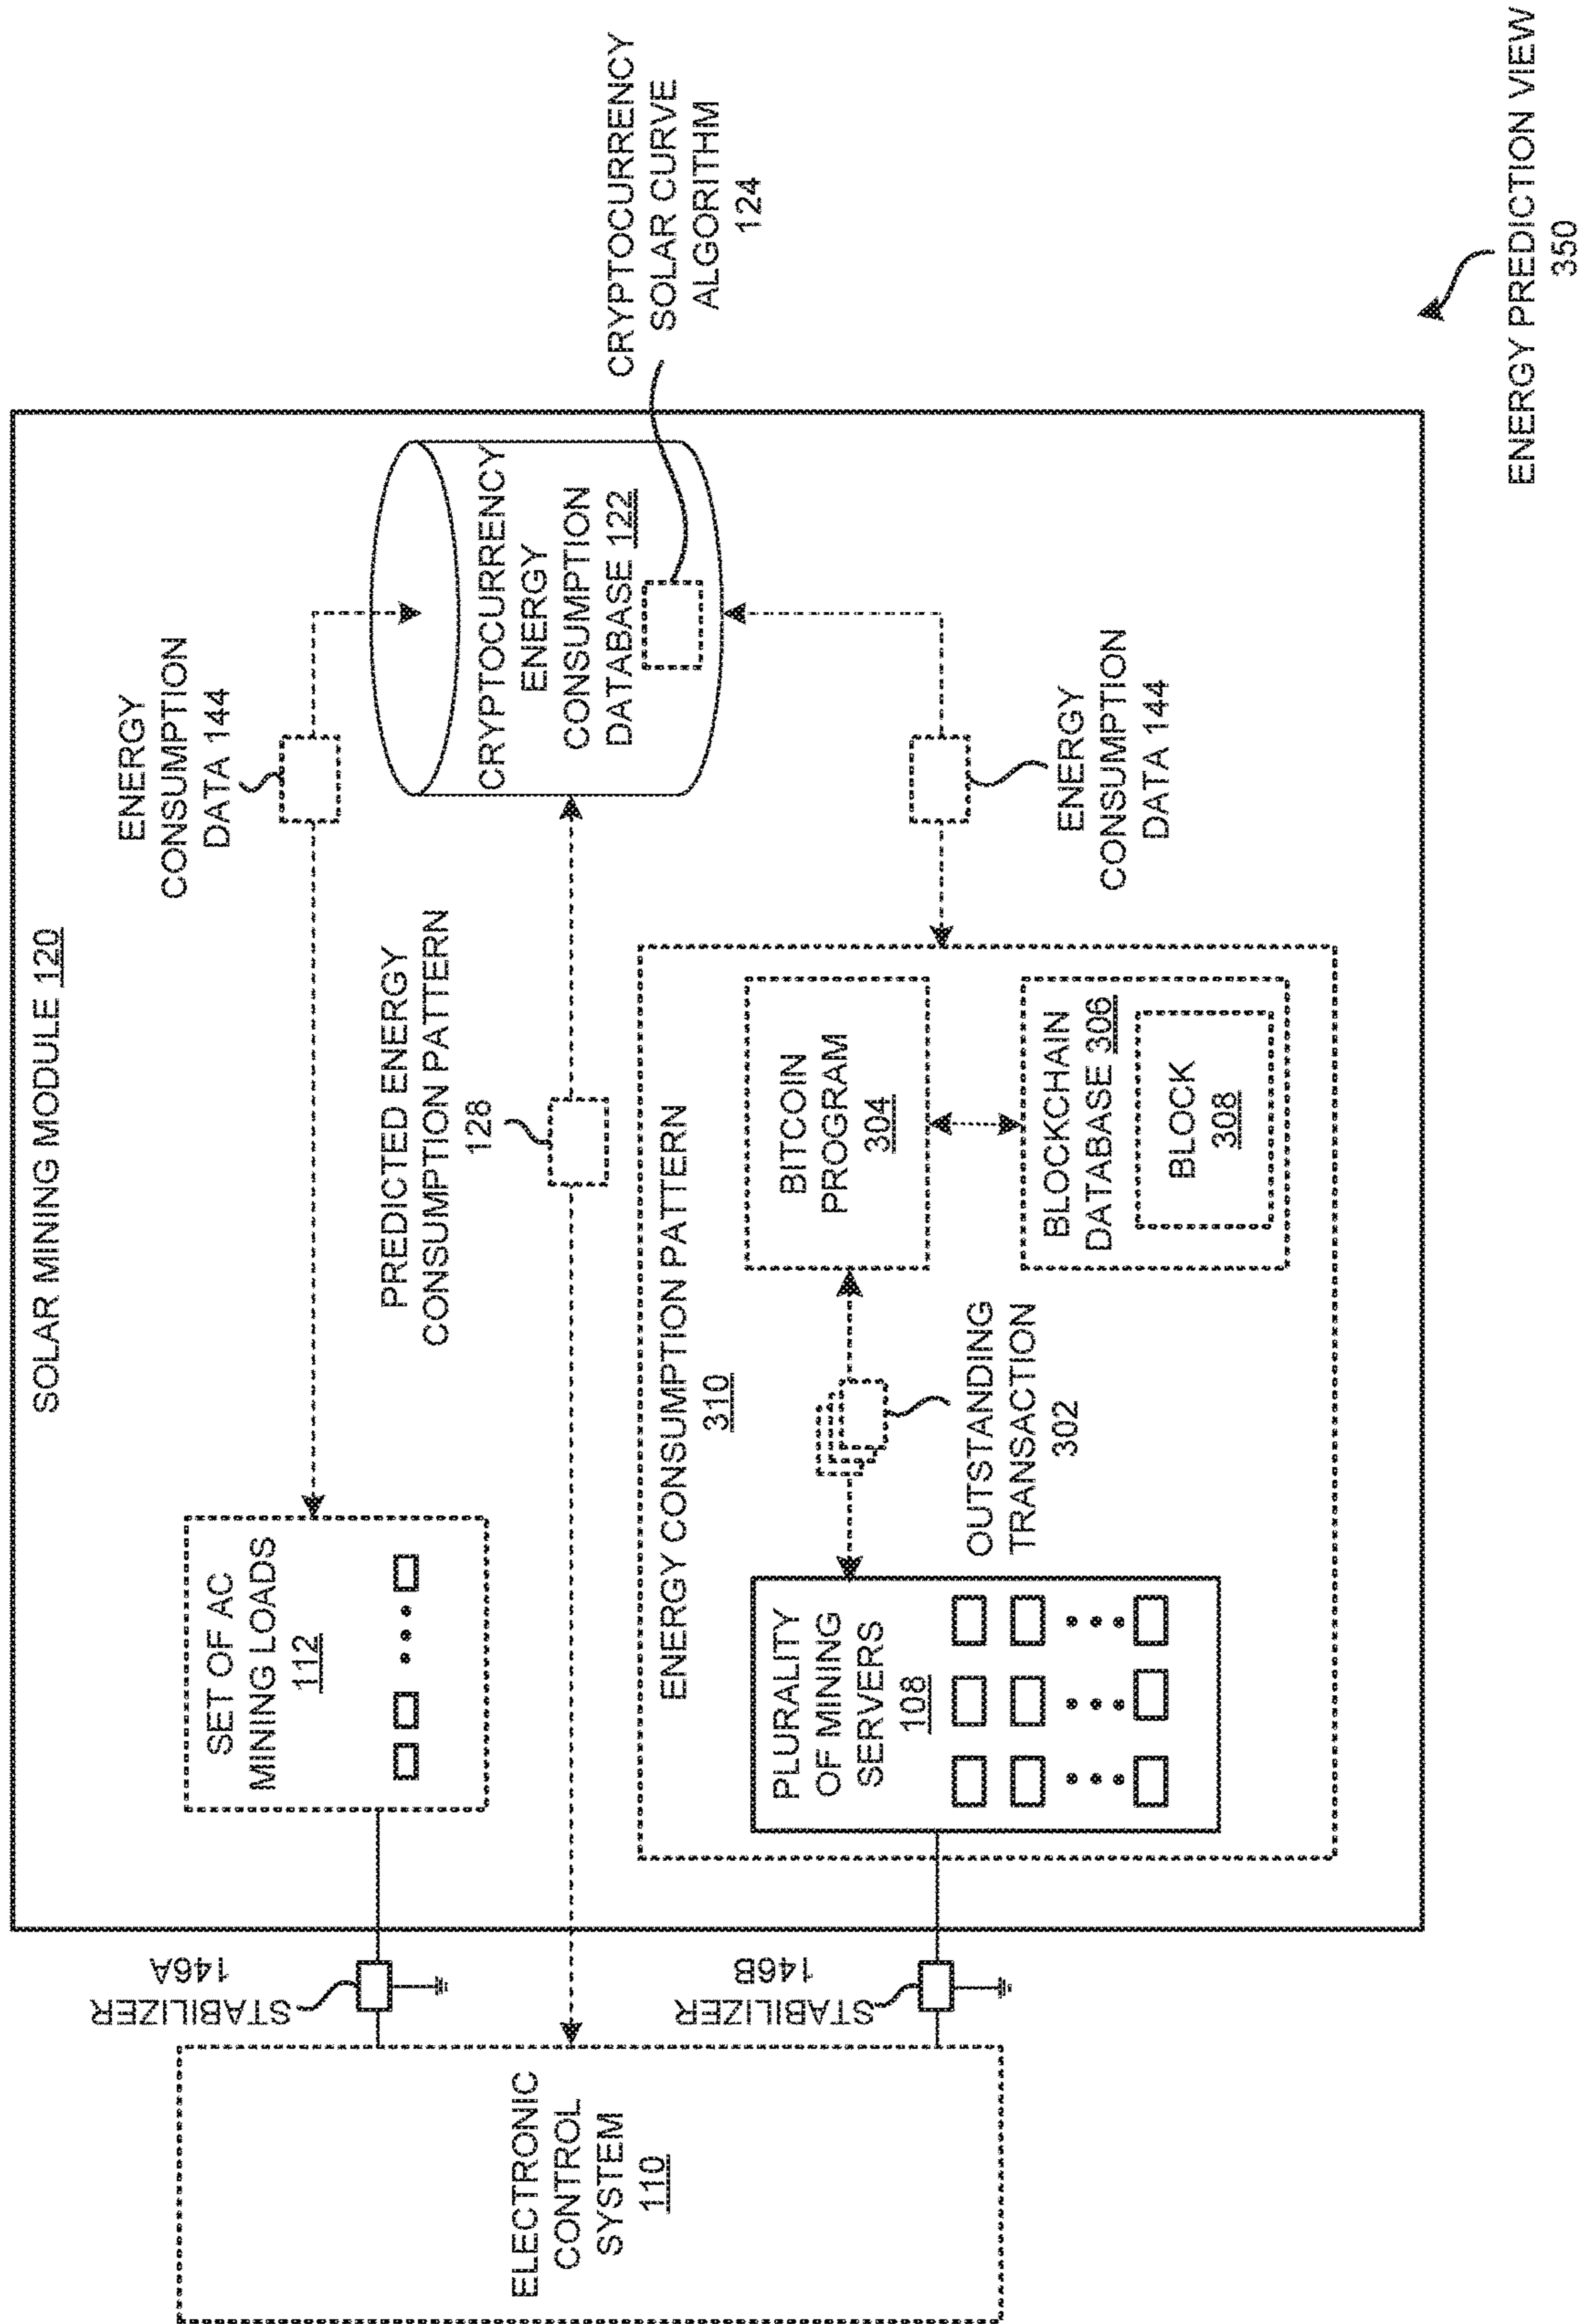 SOLAR MINING MODULE 120
ENERGY
CONSUMPTION
DATA 144
SET OF AC
MINING LOADS
112
STABILIZER
146A
PREDICTED ENERGY
CONSUMPTION PATTERN
128
CRYPTOCURRENCY
ENERGY
CONSUMPTION
DATABASE 122
CRYPTOCURRENCY
SOLAR CURVE
ALGORITHM
124
ELECTRONIC
CONTROL
SYSTEM
110
ENERGY CONSUMPTION PATTERN
310
STABILIZER
146B
PLURALITY
OF MINING
SERVERS
108
OUTSTANDING
TRANSACTION
302
BITCOIN
PROGRAM
304
BLOCKCHAIN
DATABASE 306
BLOCK
308
ENERGY
CONSUMPTION
DATA 144
ENERGY PREDICTION VIEW
350